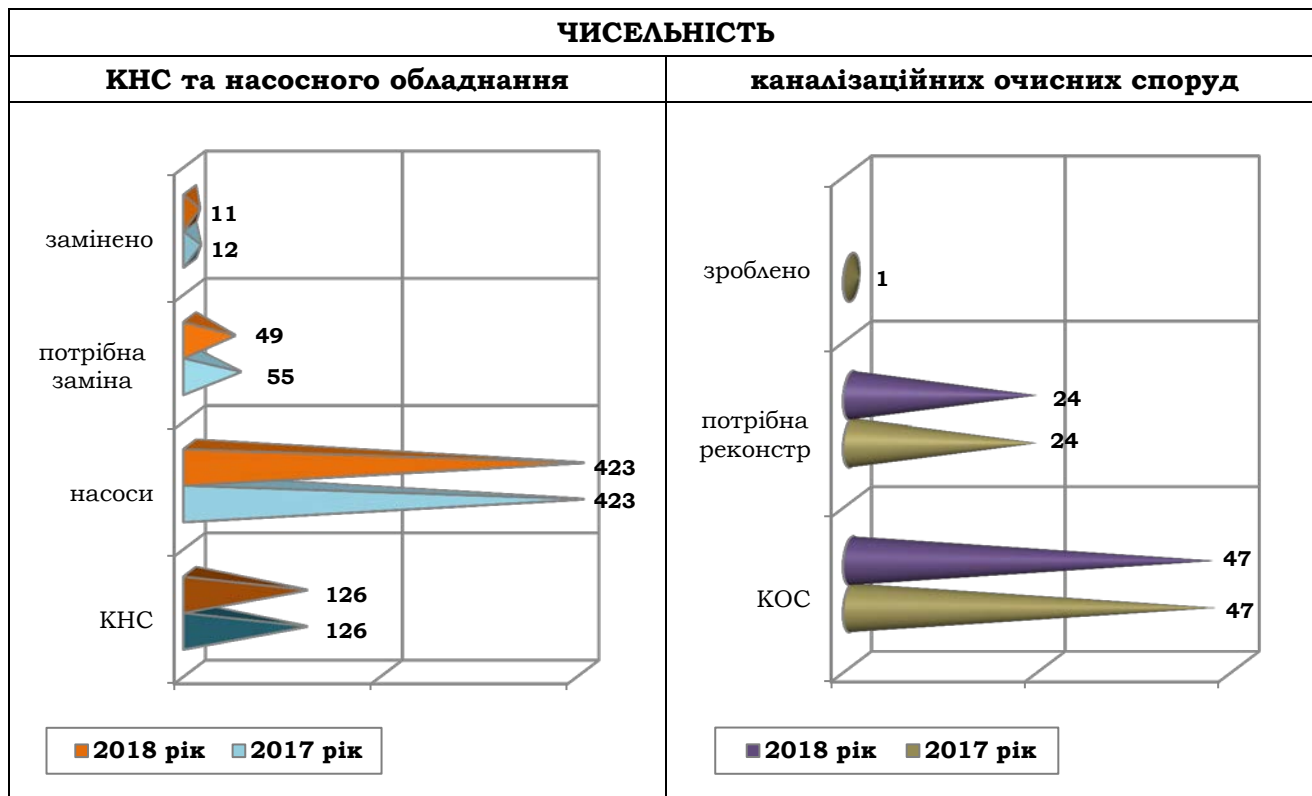 ЧИСЕЛЬНІСТЬ
КНС та насосного обладнання
замінено
11
12
потрібна
заміна
49
55
насоси
423
423
КНС
126
126
2018 рік 2017 рік
каналізаційних очисних споруд
зроблено
1
потрібна
реконстр
24
24
КОС
47
47
2018 рік 2017 рік